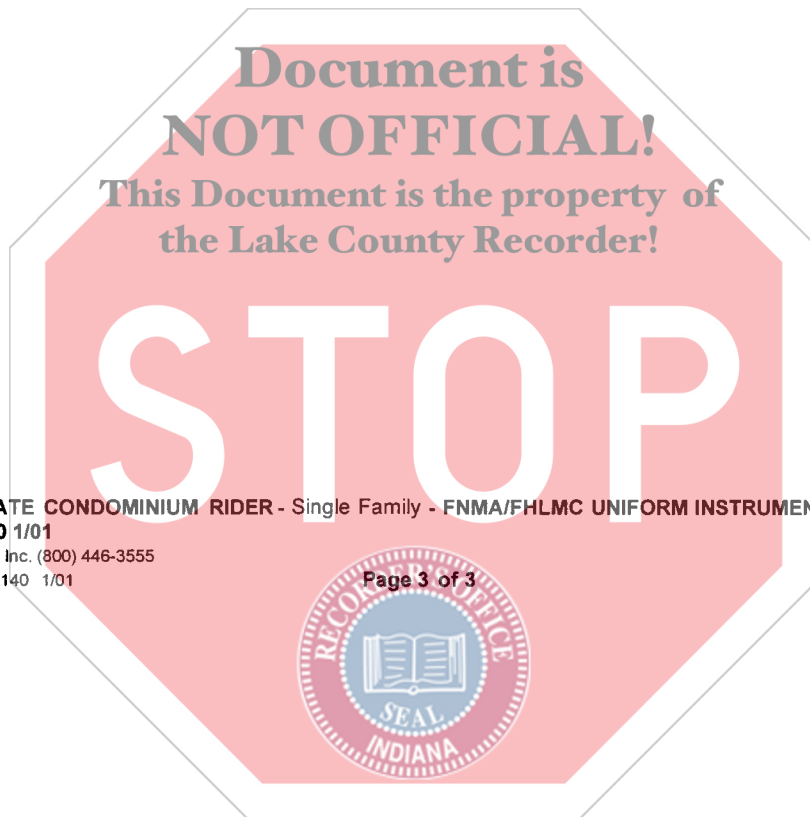 Document is
NOT OFFICIAL!
This Document is the property of
the Lake County Recorder!
STOP
CONDOMINIUM RIDER - Single Family - FNMA/FHLMC UNIFORM
1/01
Inc. (800) 446-3555
1/01
Page 3 of 3
RECORDER'S OFFICE
SEAL
INDIANA